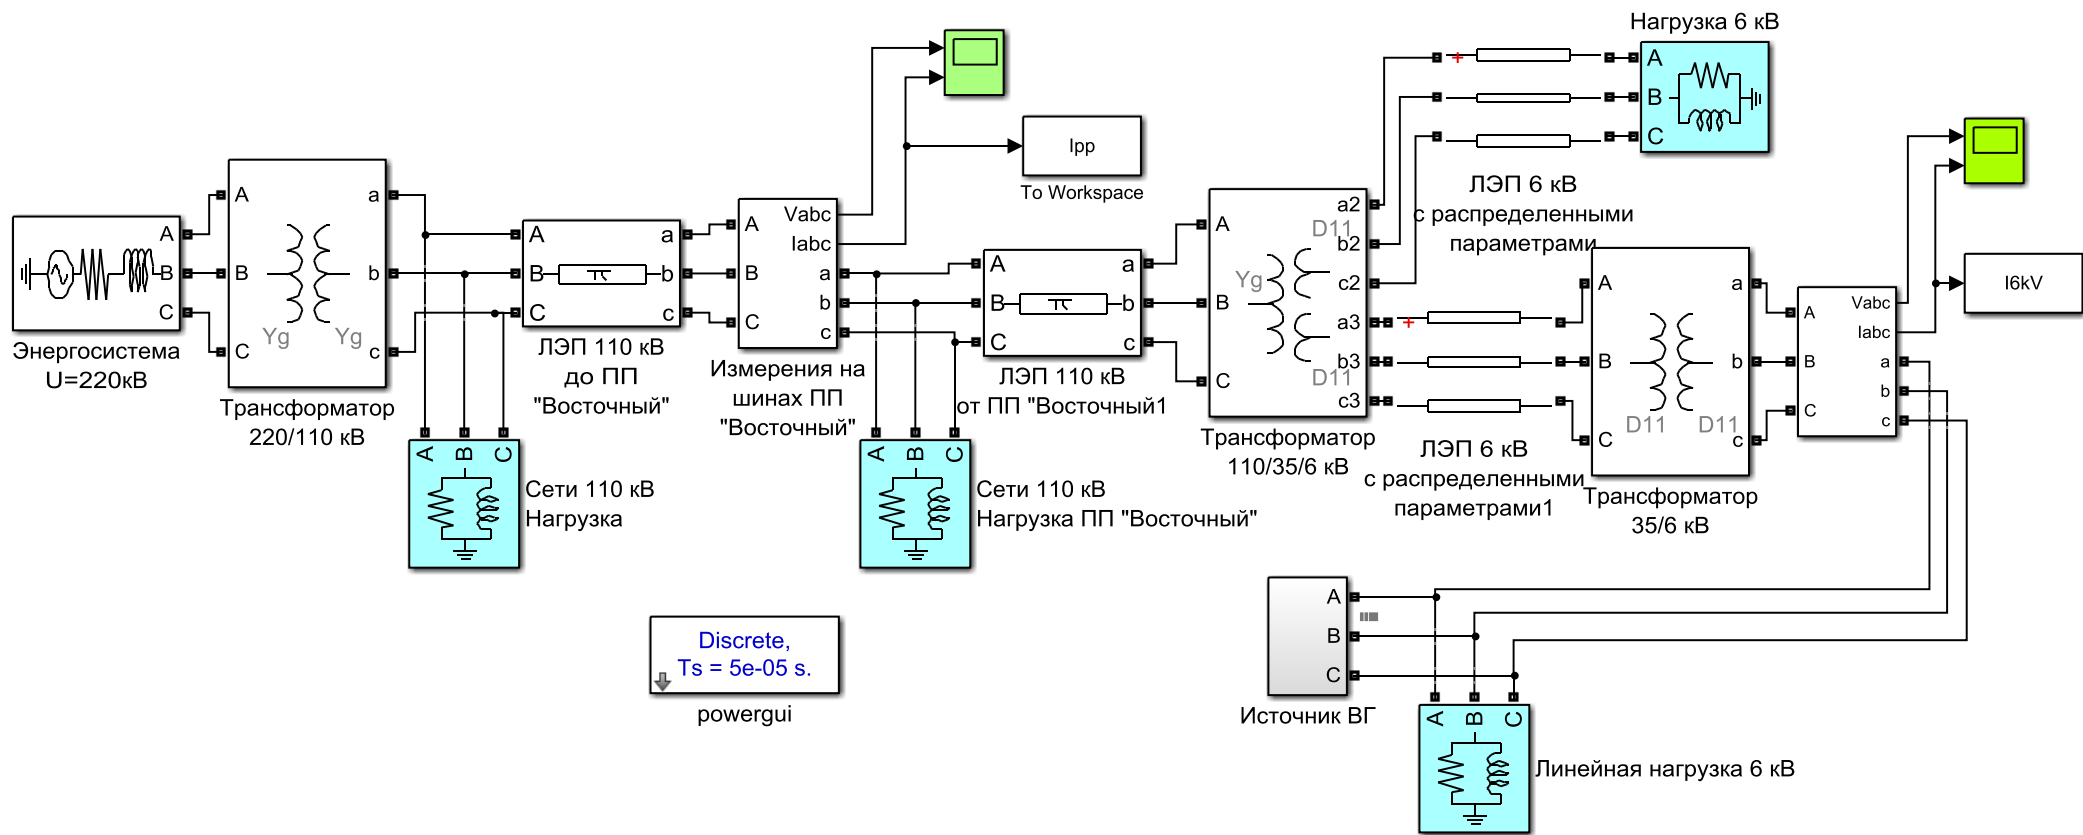 Нагрузка 6 кВ
A
B
C
ЛЭП 6 кВ
с распределенными
параметрами
Ipp
To Workspace
A
B
C
Энергосистема
U=220кВ
A
B
C
a
b
c
Yg
Yg
Трансформатор
220/110 кВ
A
B
C
a
b
c
ЛЭП 110 кВ
до ПП
"Восточный"
A
B
C
Vabc
Iabc
a
b
c
Измерения на
шинах ПП
"Восточный"
A
B
C
a
b
c
ЛЭП 110 кВ
от ПП "Восточный1
A
B
C
Yg
D11
D11
a2
b2
c2
a3
b3
c3
Трансформатор
110/35/6 кВ
ЛЭП 6 кВ
с распределенными
параметрами1
A
B
C
D11
D11
a
b
c
Трансформатор
35/6 кВ
A
B
C
Vabc
Iabc
a
b
c
I6kV
A
B
C
Сети 110 кВ
Нагрузка
A
B
C
Сети 110 кВ
Нагрузка ПП "Восточный"
Discrete,
Ts = 5e-05 s.
powergui
A
B
C
Источник ВГ
A
B
C
Линейная нагрузка 6 кВ